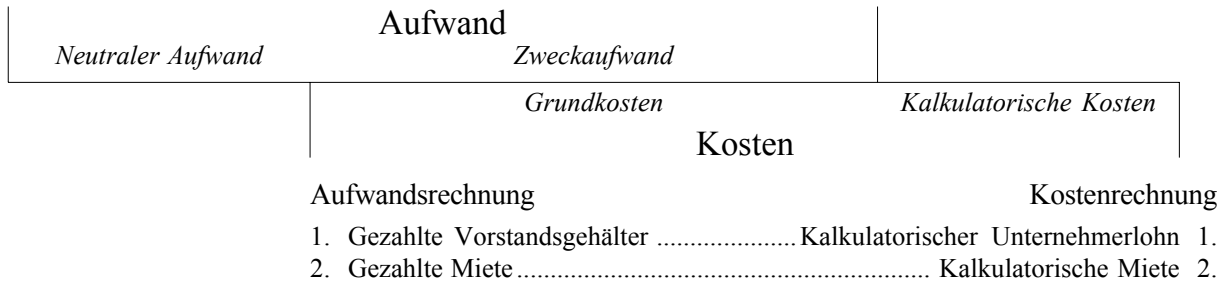 Aufwand
Neutraler Aufwand Zweckaufwand
Grundkosten Kalkulatorische Kosten
Kosten
Aufwandsrechnung Kostenrechnung
1. Gezahlte Vorstandsgehälter ..................... Kalkulatorischer Unternehmerlohn 1.
2. Gezahlte Miete .............................................................. Kalkulatorische Miete 2.